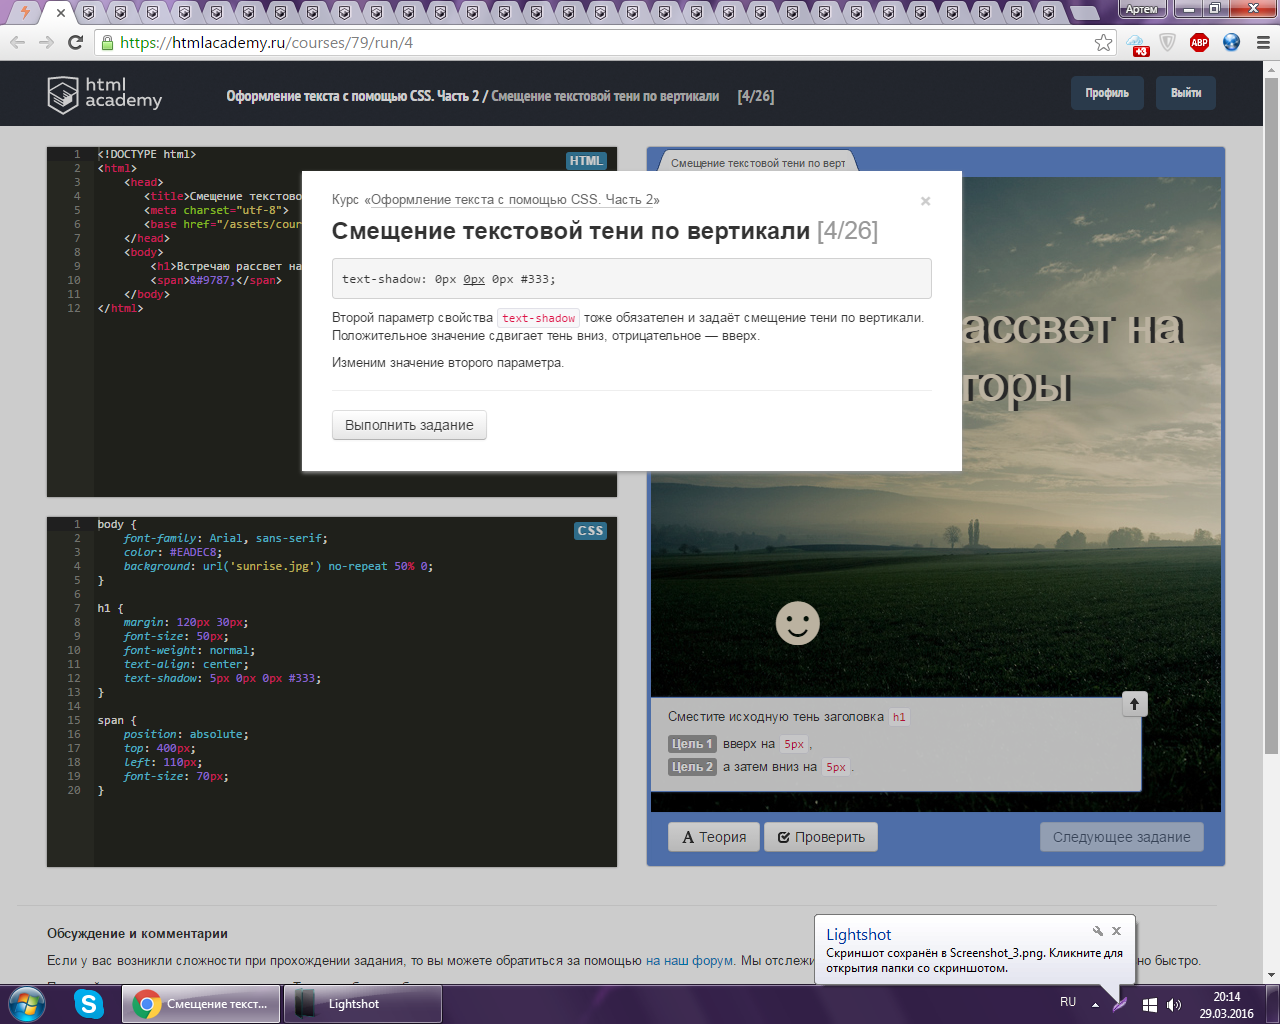 Артем
https://htmlacademy.ru/courses/79/run/4
+3
ABP
html
academy
Оформление текста с помощью CSS. Часть 2 / Смещение текстовой тени по вертикали [4/26]
Профиль
Выйти
HTML
1 <!DOCTYPE html>
2 <html>
3 <head>
4 <title>Смещение текстово
5 <meta charset="utf-8">
6 <base href="/assets/cour
7 </head>
8 <body>
9 <h1>Встречаю рассвет на
10 <span>&#9787;</span>
11 </body>
12 </html>
Смещение текстовой тени по верт
Курс «Оформление текста с помощью CSS. Часть 2»
×
Смещение текстовой тени по вертикали [4/26]
text-shadow: 0px 0px 0px #333;
Второй параметр свойства text-shadow тоже обязателен и задаёт смещение тени по вертикали.
Положительное значение сдвигает тень вниз, отрицательное — вверх.
Изменим значение второго параметра.
Выполнить задание
ассвет на
торы
CSS
1 body {
2 font-family: Arial, sans-serif;
3 color: #EADEC8;
4 background: url('sunrise.jpg') no-repeat 50% 0;
5 }
6
7 h1 {
8 margin: 120px 30px;
9 font-size: 50px;
10 font-weight: normal;
11 text-align: center;
12 text-shadow: 5px 0px 0px #333;
13 }
14
15 span {
16 position: absolute;
17 top: 400px;
18 left: 110px;
19 font-size: 70px;
20 }
Сместите исходную тень заголовка h1
Цель 1 вверх на 5px,
Цель 2 а затем вниз на 5px.
A Теория
Проверить
Следующее задание
Обсуждение и комментарии
Если у вас возникли сложности при прохождении задания, то вы можете обратиться за помощью на наш форум. Мы отслежи
но быстро.
Lightshot
Скриншот сохранён в Screenshot_3.png. Кликните для
открытия папки со скриншотом.
Смещение текст...
Lightshot
RU
20:14
29.03.2016